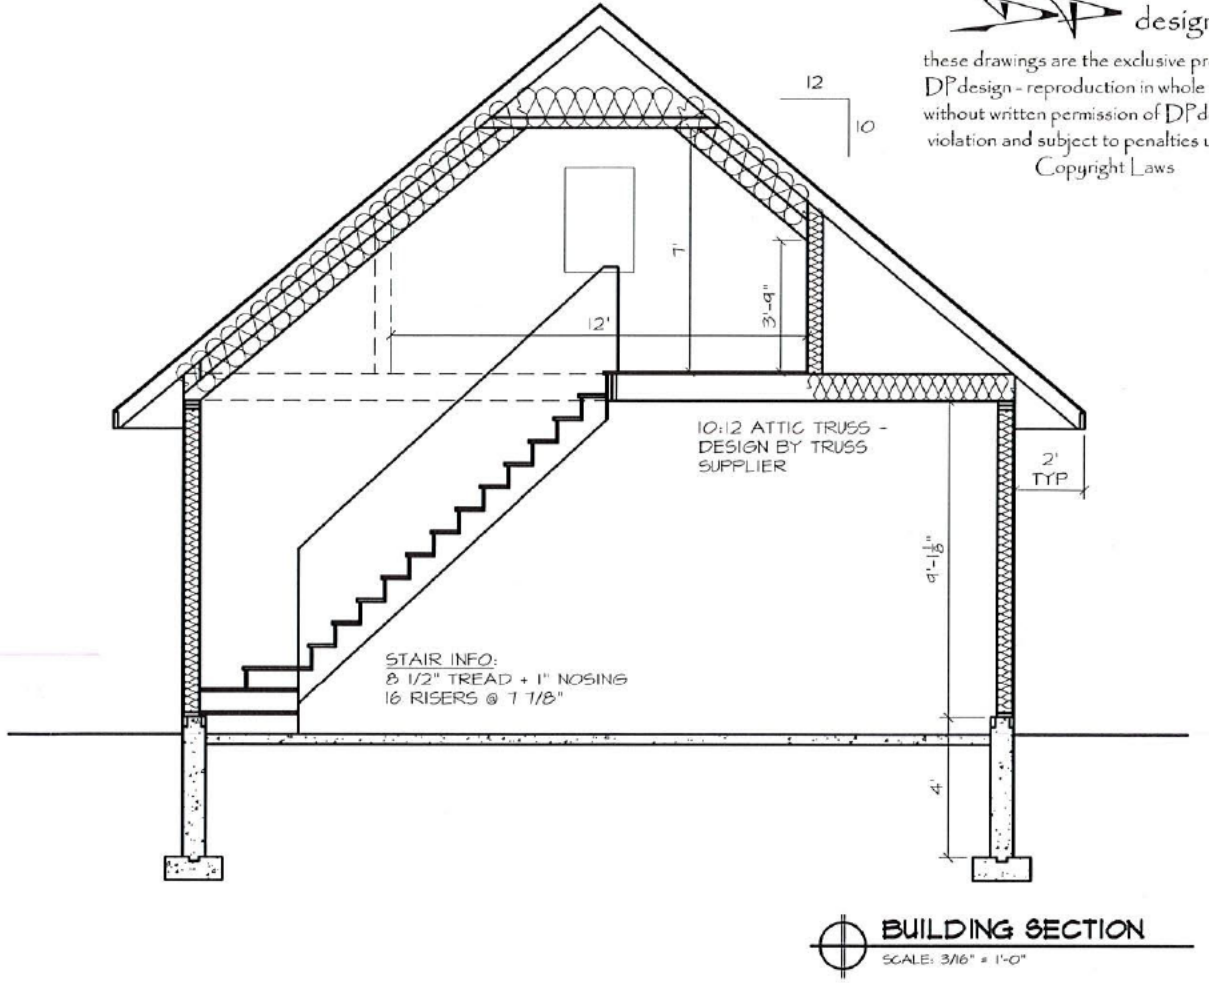 design
these drawings are the exclusive pr
DPdesign - reproduction in whole
without written permission of DPd
violation and subject to penalties u
Copyright Laws
12
10
7'
3'-9"
12'
10:12 ATTIC TRUSS -
DESIGN BY TRUSS
SUPPLIER
2'
TYP
9'-1 1/8"
STAIR INFO:
8 1/2" TREAD + 1" NOSING
16 RISERS @ 7 7/8"
4'
BUILDING SECTION
SCALE: 3/16" = 1'-0"